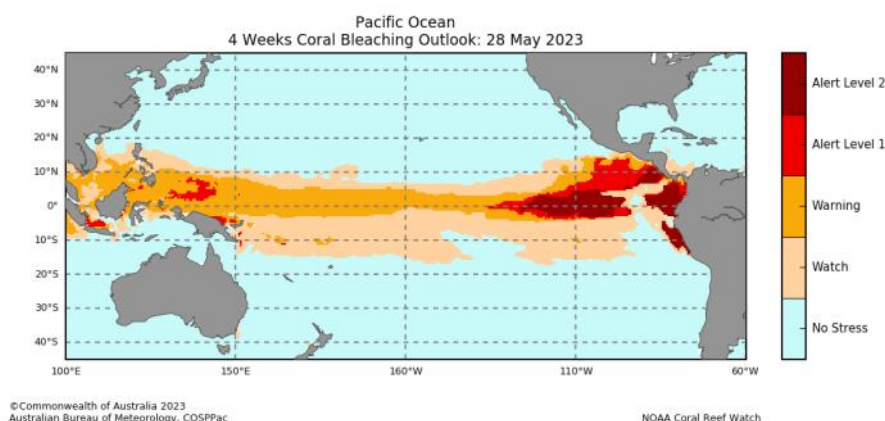 Pacific Ocean
4 Weeks Coral Bleaching Outlook: 28 May 2023
40°N
30°N
20°N
10°N
0°
10°S
20°S
30°S
40°S
100°E
150°E
160°W
110°W
60°W
Alert Level 2
Alert Level 1
Warning
Watch
No Stress
©Commonwealth of Australia 2023
Australian Bureau of Meteorology, COSPPac
NOAA Coral Reef Watch